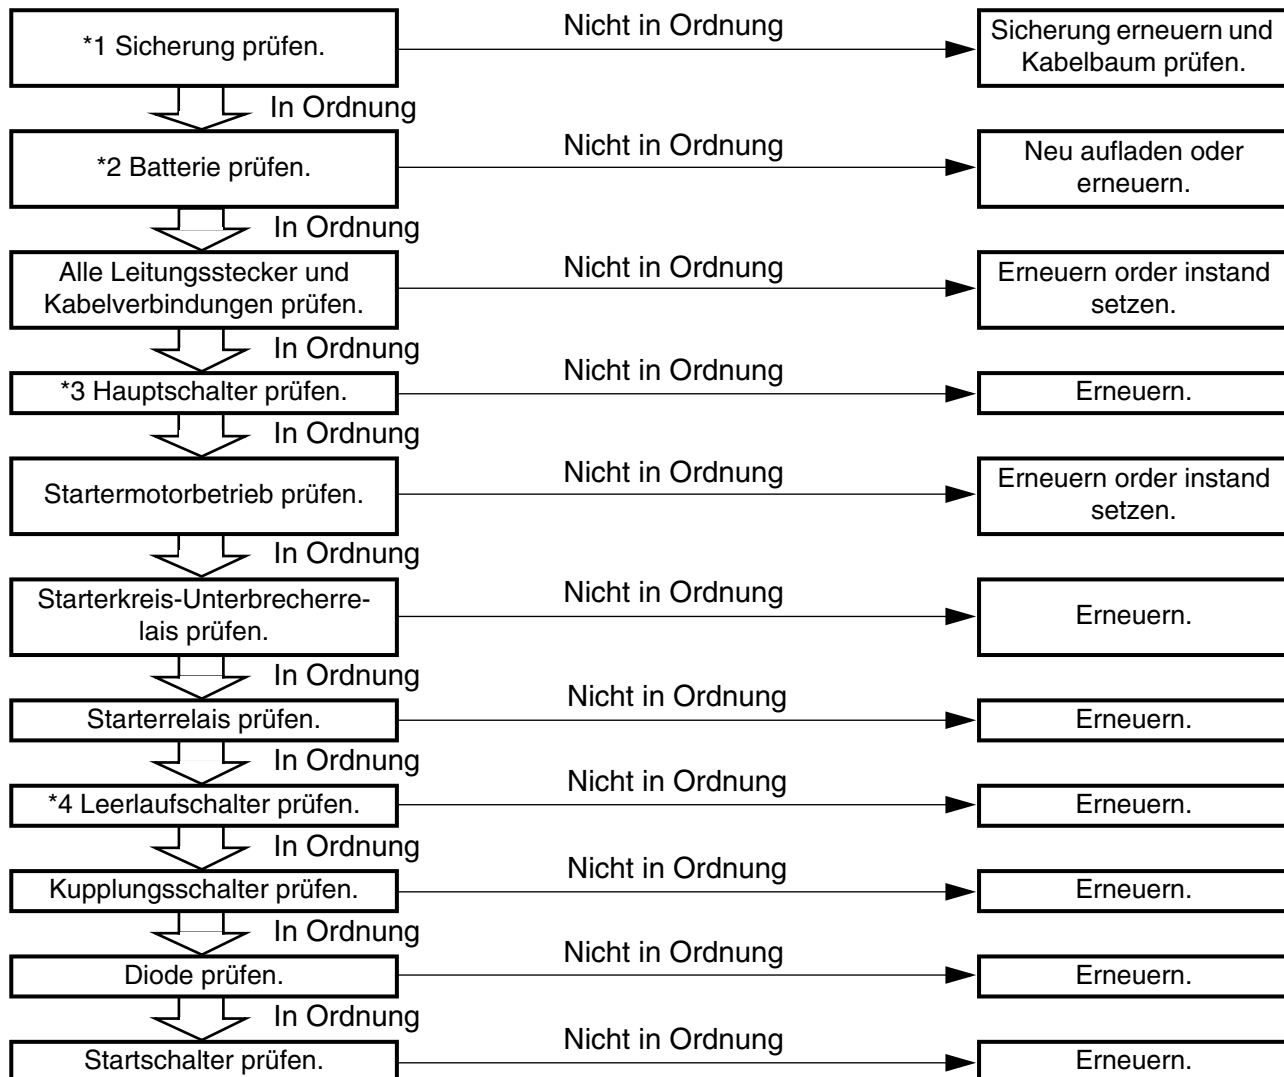 *1 Sicherung prüfen.
Nicht in Ordnung
Sicherung erneuern und
Kabelbaum prüfen.
In Ordnung
*2 Batterie prüfen.
Nicht in Ordnung
Neu aufladen oder
erneuern.
In Ordnung
Alle Leitungsstecker und
Kabelverbindungen prüfen.
Nicht in Ordnung
Erneuern order instand
setzen.
In Ordnung
*3 Hauptschalter prüfen.
Nicht in Ordnung
Erneuern.
In Ordnung
Startermotorbetrieb prüfen.
Nicht in Ordnung
Erneuern order instand
setzen.
In Ordnung
Starterkreis-Unterbrecherre-
lais prüfen.
Nicht in Ordnung
Erneuern.
In Ordnung
Starterrelais prüfen.
Nicht in Ordnung
Erneuern.
In Ordnung
*4 Leerlaufschalter prüfen.
Nicht in Ordnung
Erneuern.
In Ordnung
Kupplungsschalter prüfen.
Nicht in Ordnung
Erneuern.
In Ordnung
Diode prüfen.
Nicht in Ordnung
Erneuern.
In Ordnung
Startschalter prüfen.
Nicht in Ordnung
Erneuern.